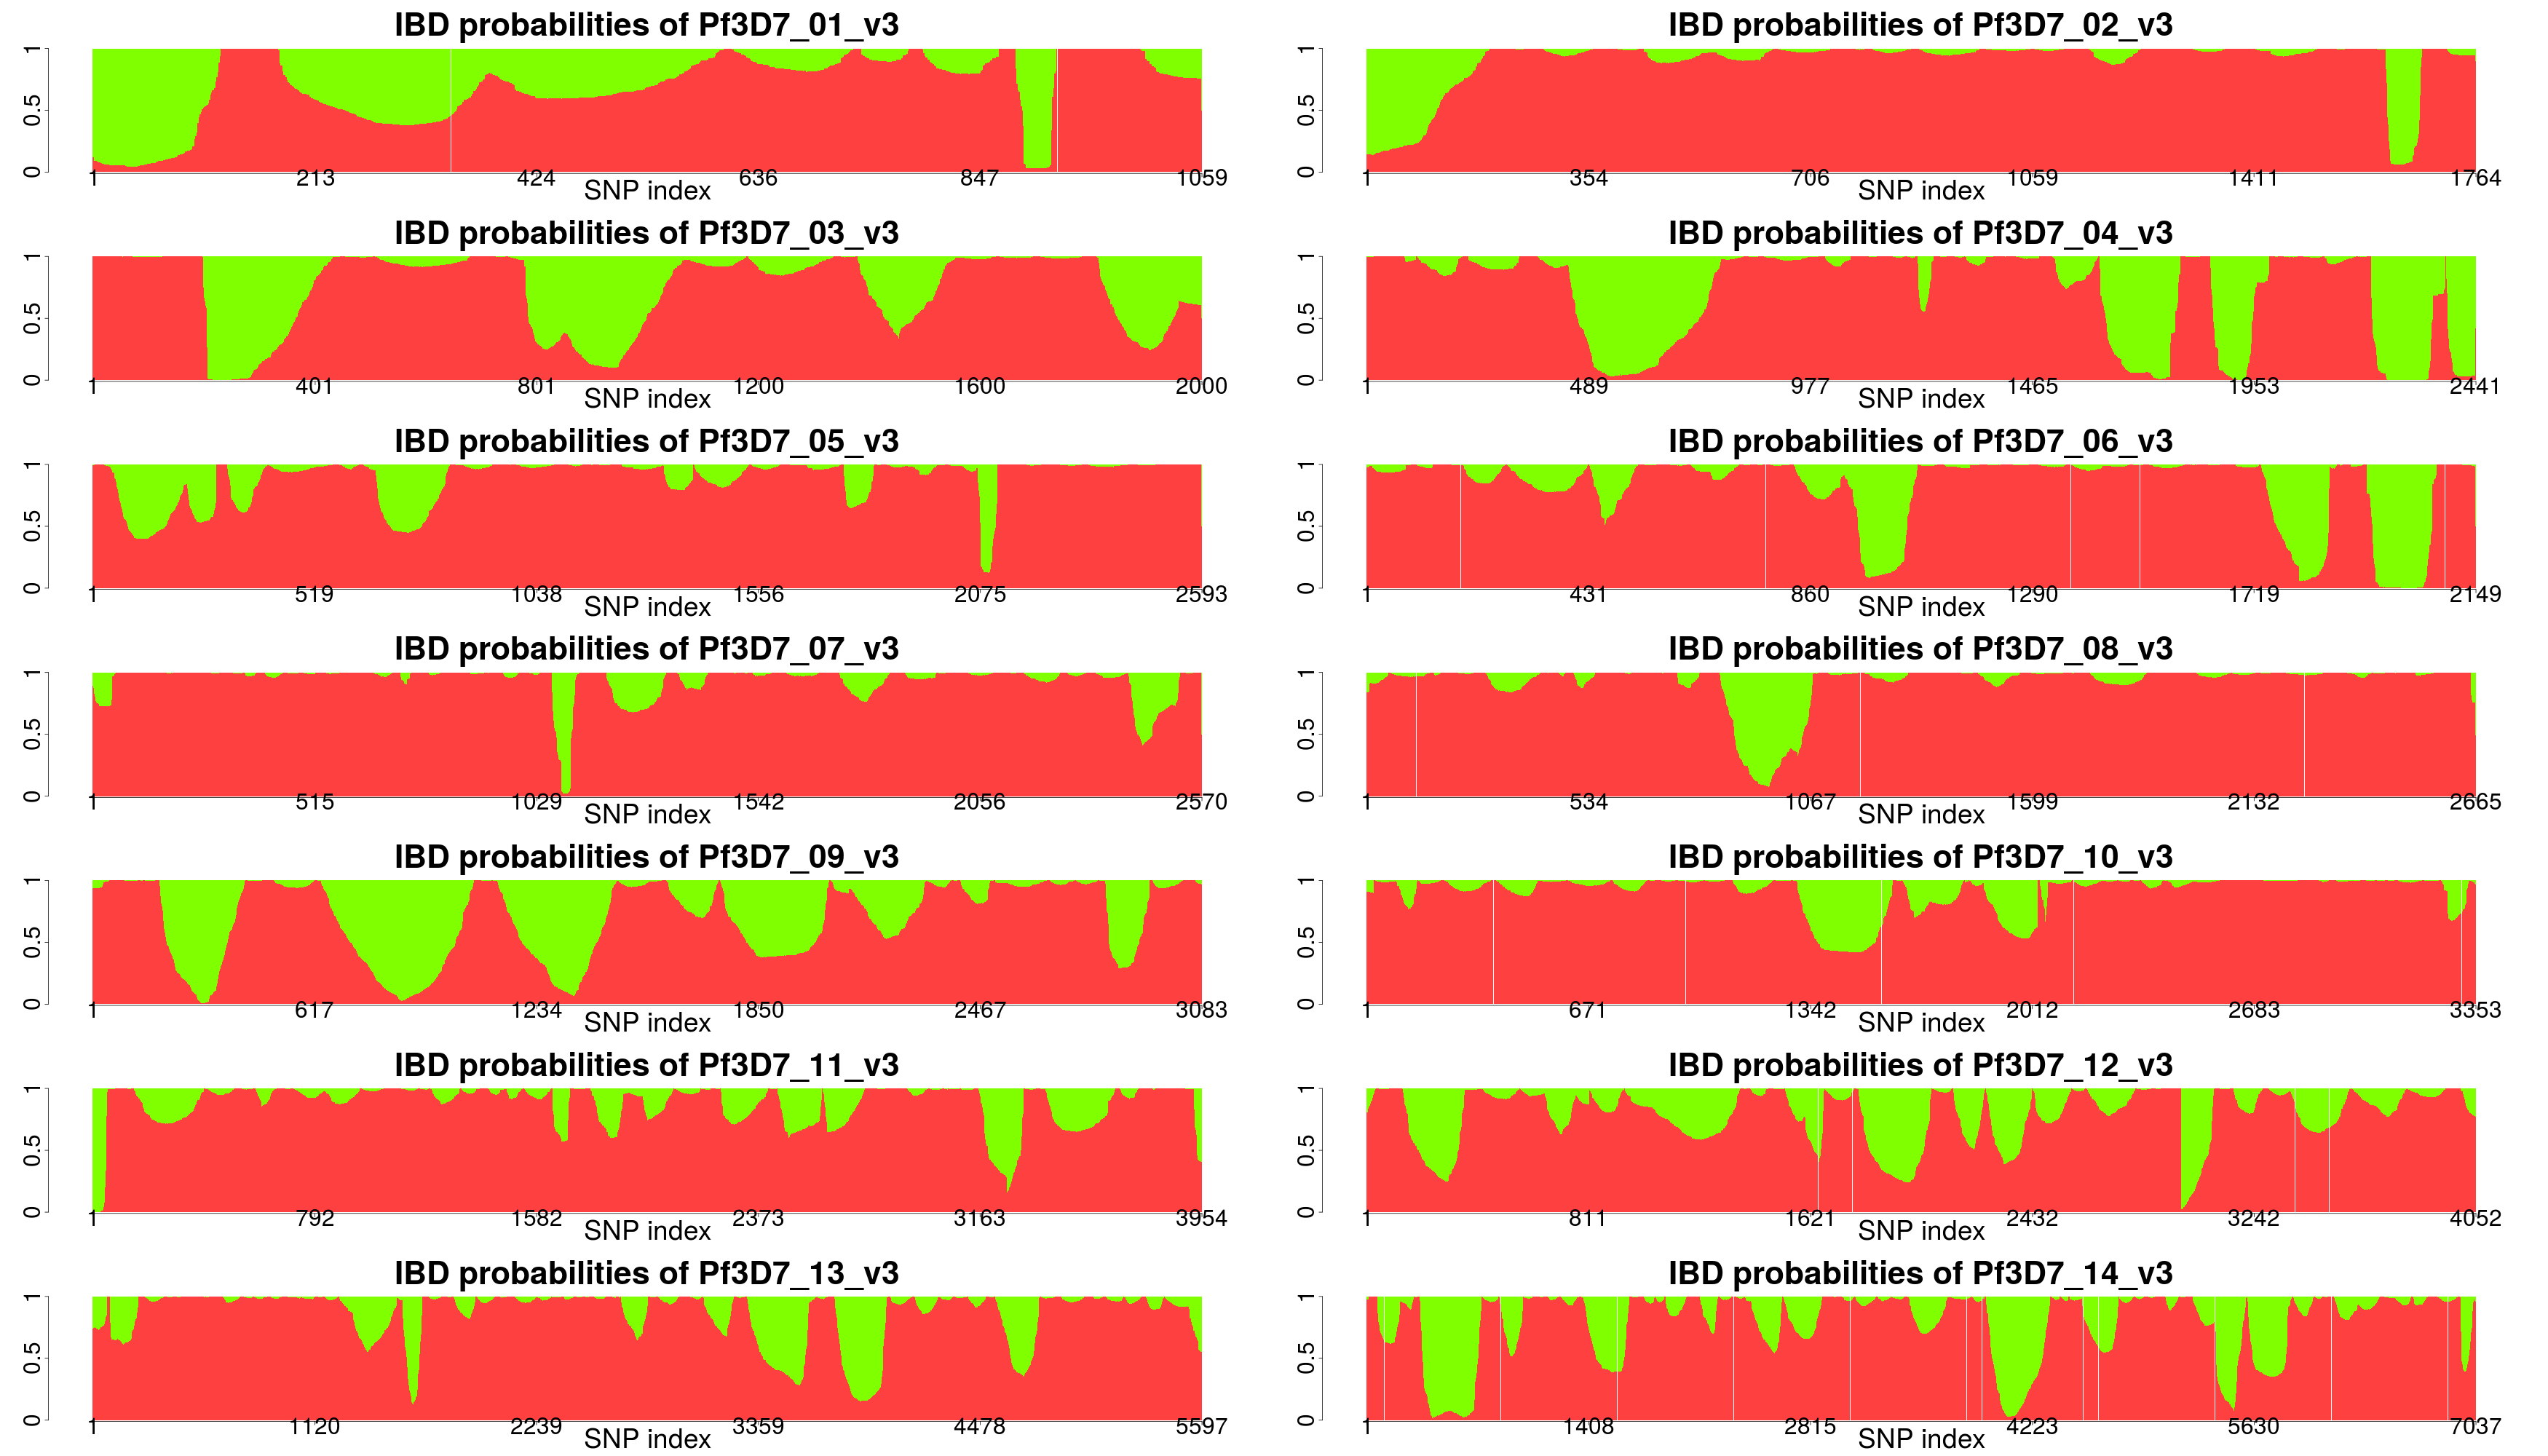 IBD probabilities of Pf3D7_01_v3
0 0.5 1
1 213 424 636 847 1059
SNP index
IBD probabilities of Pf3D7_02_v3
0 0.5 1
1 354 706 1059 1411 1764
SNP index
IBD probabilities of Pf3D7_03_v3
0 0.5 1
1 401 801 1200 1600 2000
SNP index
IBD probabilities of Pf3D7_04_v3
0 0.5 1
1 489 977 1465 1953 2441
SNP index
IBD probabilities of Pf3D7_05_v3
0 0.5 1
1 519 1038 1556 2075 2593
SNP index
IBD probabilities of Pf3D7_06_v3
0 0.5 1
1 431 860 1290 1719 2149
SNP index
IBD probabilities of Pf3D7_07_v3
0 0.5 1
1 515 1029 1542 2056 2570
SNP index
IBD probabilities of Pf3D7_08_v3
0 0.5 1
1 534 1067 1599 2132 2665
SNP index
IBD probabilities of Pf3D7_09_v3
0 0.5 1
1 617 1234 1850 2467 3083
SNP index
IBD probabilities of Pf3D7_10_v3
0 0.5 1
1 671 1342 2012 2683 3353
SNP index
IBD probabilities of Pf3D7_11_v3
0 0.5 1
1 792 1582 2373 3163 3954
SNP index
IBD probabilities of Pf3D7_12_v3
0 0.5 1
1 811 1621 2432 3242 4052
SNP index
IBD probabilities of Pf3D7_13_v3
0 0.5 1
1 1120 2239 3359 4478 5597
SNP index
IBD probabilities of Pf3D7_14_v3
0 0.5 1
1 1408 2815 4223 5630 7037
SNP index